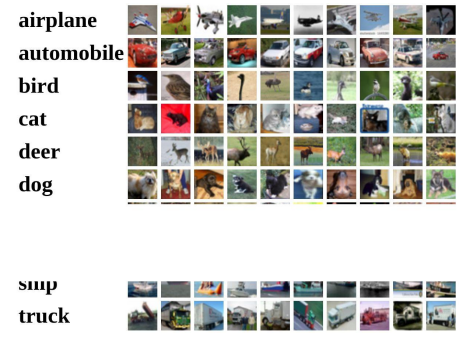 airplane
automobile
bird
cat
deer
dog
truck